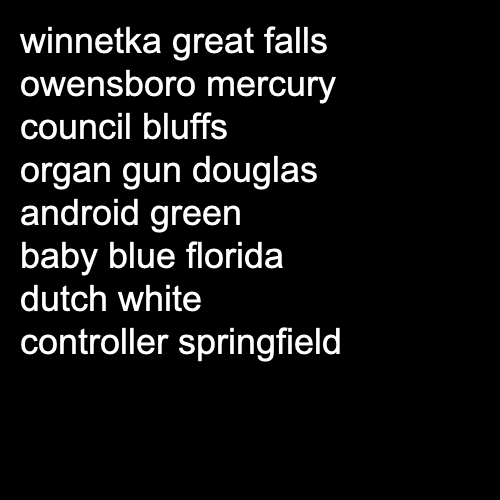 winnetka great falls
owensboro mercury
council bluffs
organ gun douglas
android green
baby blue florida
dutch white
controller springfield